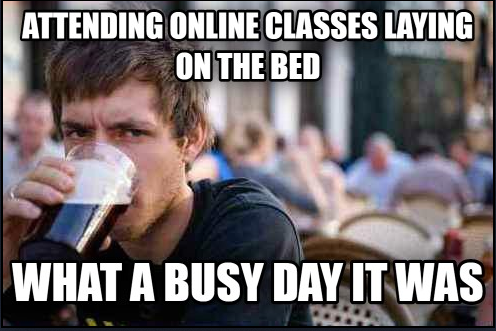 ATTENDING ONLINE CLASSES LAYING
ON THE BED
WHAT A BUSY DAY IT WAS